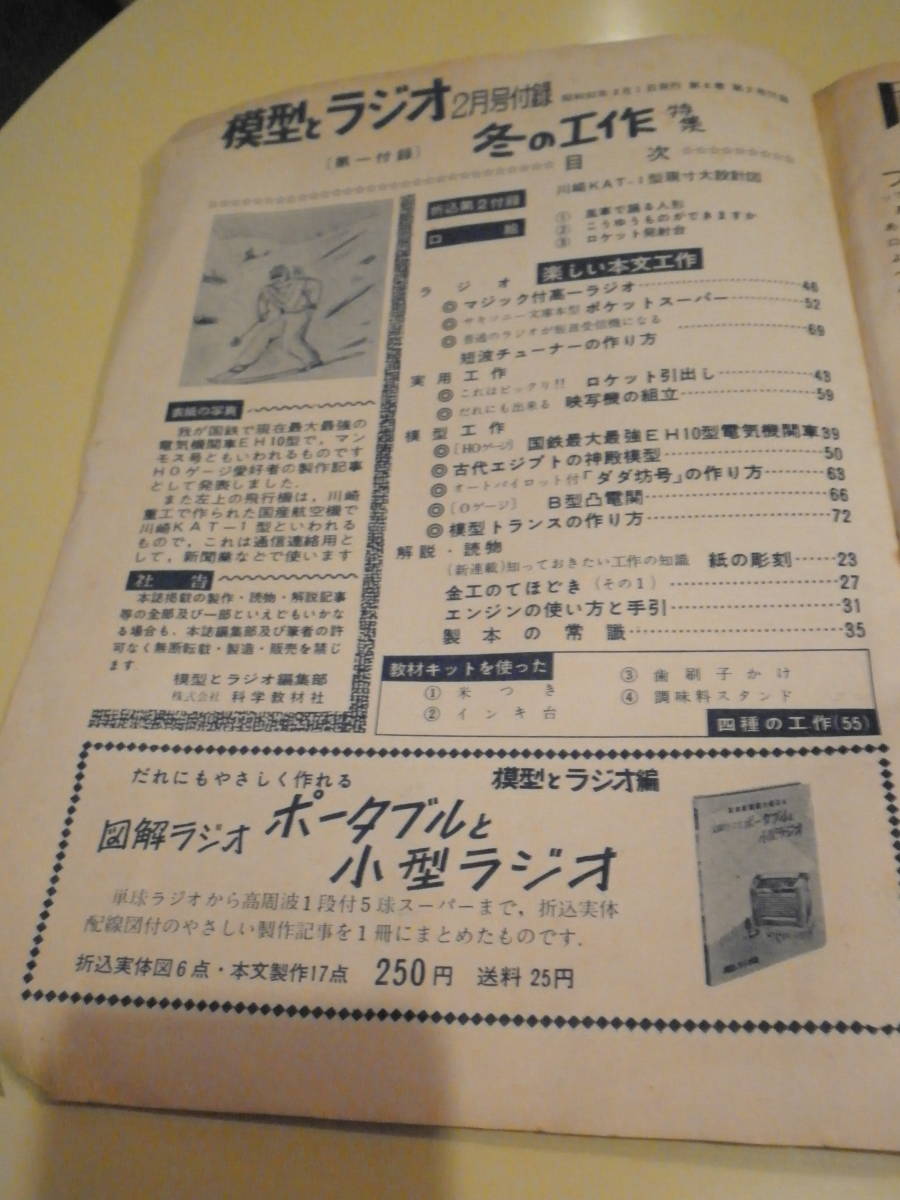 模型とラジオ2月号付録
(第一付録)
冬の工作 特集
目次
折込第2付録 川崎KAT-1型現寸大設計図
口絵
① 風車で踊る人形
② こうゆうものができますか
③ ロケット発射台
楽しい本文工作
ラジオ
◎ マジック付高一ラジオ 46
◎ サキソニー文庫本型 ポケットスーパー 52
◎ 普通のラジオが短波受信機になる
短波チューナーの作り方 69
実用工作
◎ これはビックリ!! ロケット引出し 43
◎ だれにも出来る 映写機の組立 59
模型工作
◎ [HOゲージ] 国鉄最大最強EH10型電気機関車 39
◎ 古代エジプトの神殿模型 50
◎ オートパイロット付「ダダ坊号」の作り方 63
◎ [Oゲージ] B型凸電関 66
◎ 模型トランスの作り方 72
解説・読物
(新連載)知っておきたい工作の知識 紙の彫刻 23
金工のてほどき(その1) 27
エンジンの使い方と手引 31
製本の常識 35
教材キットを使った
① 米つき
② インキ台
③ 歯刷子かけ
④ 調味料スタンド
四種の工作(55)
表紙の写真
我が国鉄で現在最大最強の
電気機関車EH10型で,マン
モス号ともいわれるものです
HOゲージ愛好者の製作記事
として発表しました.
また左上の飛行機は,川崎
重工で作られた国産航空機で
川崎KAT-1型といわれる
もので,これは通信連絡用と
して,新聞業などで使います
社告
本誌掲載の製作・読物・解説記事
等の全部及び一部といえどもいかな
る場合も、本誌編集部及び筆者の許
可なく無断転載・製造・販売を禁じ
ます
模型とラジオ編集部
株式会社 科学教材社
だれにもやさしく作れる
模型とラジオ編
図解ラジオ ポータブルと
小型ラジオ
単球ラジオから高周波1段付5球スーパーまで,折込実体
配線図付のやさしい製作記事を1冊にまとめたものです.
折込実体図6点・本文製作17点 250円 送料25円
ポータブルと
小型ラジオ